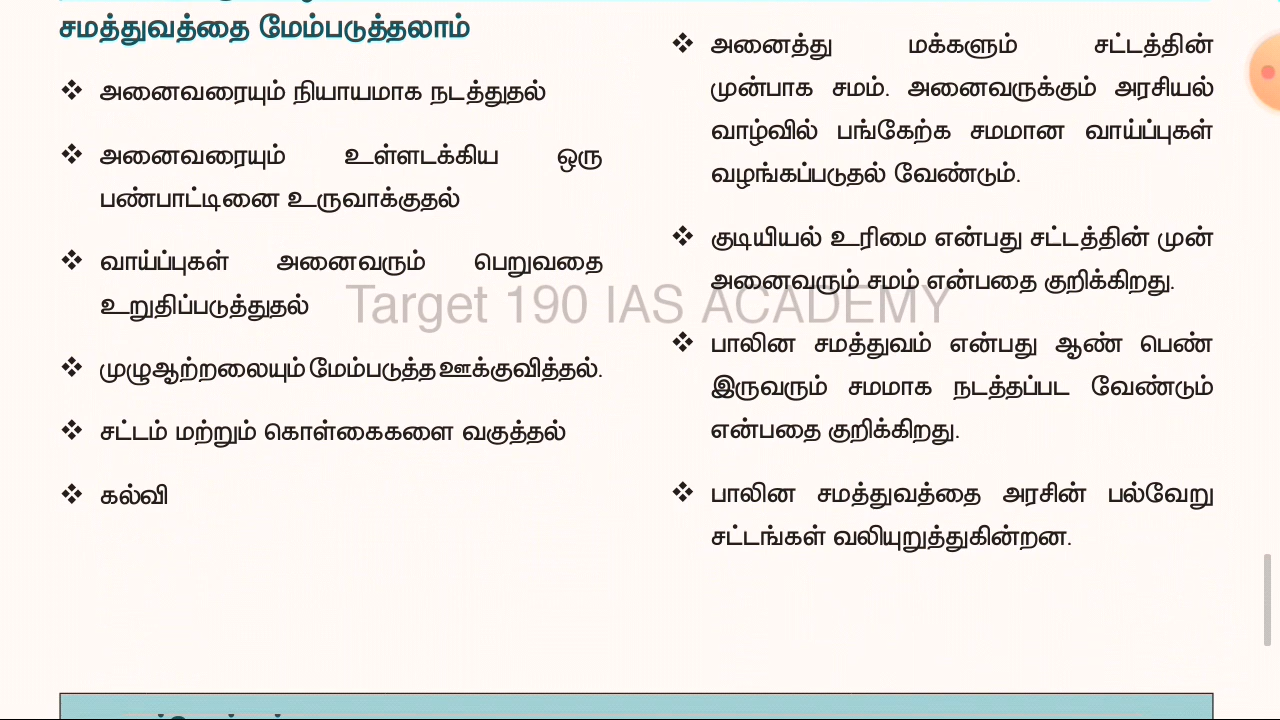 சமத்துவத்தை மேம்படுத்தலாம்
❖ அனைவரையும் நியாயமாக நடத்துதல்
❖ அனைவரையும் உள்ளடக்கிய ஒரு
பண்பாட்டினை உருவாக்குதல்
❖ வாய்ப்புகள் அனைவரும் பெறுவதை
உறுதிப்படுத்துதல்
❖ முழுஆற்றலையும் மேம்படுத்த ஊக்குவித்தல்.
❖ சட்டம் மற்றும் கொள்கைகளை வகுத்தல்
❖ கல்வி
❖ அனைத்து மக்களும் சட்டத்தின்
முன்பாக சமம். அனைவருக்கும் அரசியல்
வாழ்வில் பங்கேற்க சமமான வாய்ப்புகள்
வழங்கப்படுதல் வேண்டும்.
❖ குடியியல் உரிமை என்பது சட்டத்தின் முன்
அனைவரும் சமம் என்பதை குறிக்கிறது.
❖ பாலின சமத்துவம் என்பது ஆண் பெண்
இருவரும் சமமாக நடத்தப்பட வேண்டும்
என்பதை குறிக்கிறது.
❖ பாலின சமத்துவத்தை அரசின் பல்வேறு
சட்டங்கள் வலியுறுத்துகின்றன.
Target 190 IAS ACADEMY